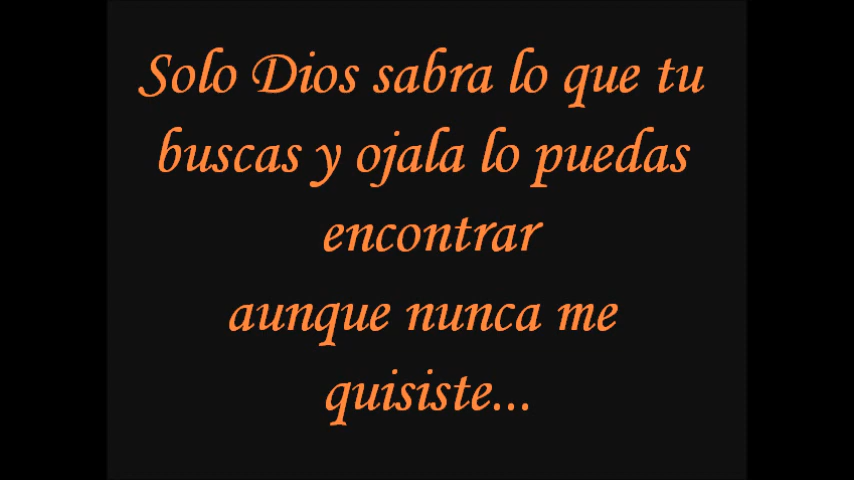 Solo Dios sabra lo que tu
buscas y ojala lo puedas
encontrar
aunque nunca me
quisiste...